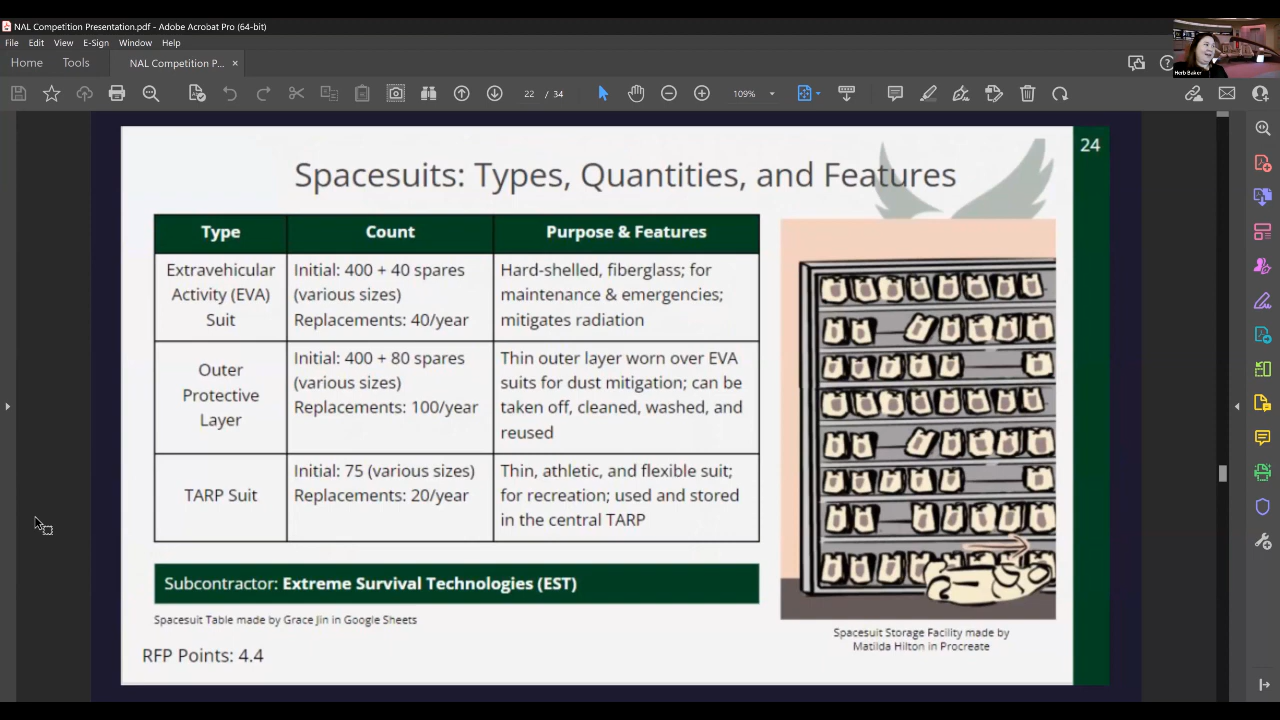 NAL Competition Presentation.pdf - Adobe Acrobat Pro (64-bit)
File Edit View E-Sign Window Help
Home Tools NAL Competition P... ×
22 / 34 109%
Herb Baker
24
Spacesuits: Types, Quantities, and Features
Type Count Purpose & Features
Extravehicular
Activity (EVA)
Suit
Initial: 400 + 40 spares
(various sizes)
Replacements: 40/year
Hard-shelled, fiberglass; for
maintenance & emergencies;
mitigates radiation
Outer
Protective
Layer
Initial: 400 + 80 spares
(various sizes)
Replacements: 100/year
Thin outer layer worn over EVA
suits for dust mitigation; can be
taken off, cleaned, washed, and
reused
TARP Suit
Initial: 75 (various sizes)
Replacements: 20/year
Thin, athletic, and flexible suit;
for recreation; used and stored
in the central TARP
Subcontractor: Extreme Survival Technologies (EST)
Spacesuit Table made by Grace Jin in Google Sheets
Spacesuit Storage Facility made by
Matilda Hilton in Procreate
RFP Points: 4.4